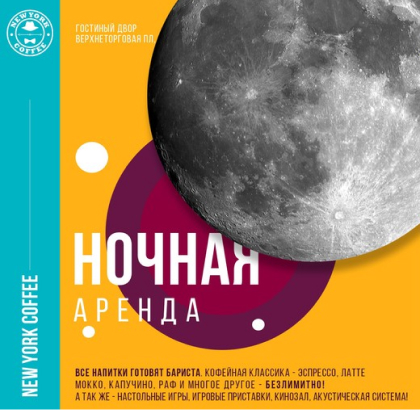 NEW YORK
COFFEE
ГОСТИНЫЙ ДВОР
ВЕРХНЕТОРГОВАЯ ПЛ.
НОЧНАЯ
АРЕНДА
NEW YORK COFFEE
ВСЕ НАПИТКИ ГОТОВЯТ БАРИСТА. КОФЕЙНАЯ КЛАССИКА - ЭСПРЕССО, ЛАТТЕ
МОККО, КАПУЧИНО, РАФ И МНОГОЕ ДРУГОЕ - БЕЗЛИМИТНО!
А ТАК ЖЕ - НАСТОЛЬНЫЕ ИГРЫ, ИГРОВЫЕ ПРИСТАВКИ, КИНОЗАЛ, АКУСТИЧЕСКАЯ СИСТЕМА!